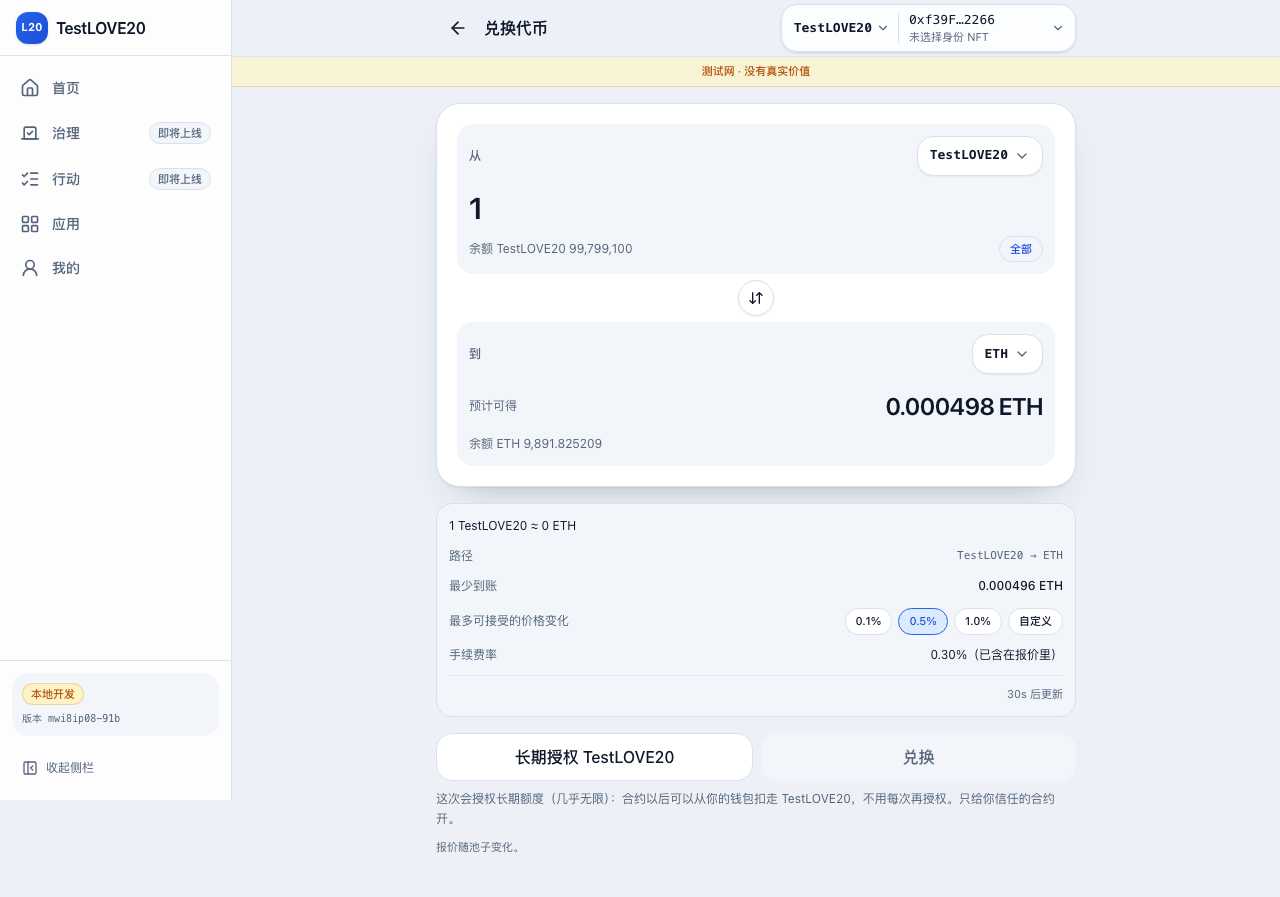 L20 TestLOVE20
首页
治理 即将上线
行动 即将上线
应用
我的
本地开发
版本 mwi8ip08-91b
收起侧栏
兑换代币
TestLOVE20
0xf39F…2266
未选择身份 NFT
测试网 · 没有真实价值
从 TestLOVE20
1
余额 TestLOVE20 99,799,100 全部
到 ETH
预计可得 0.000498 ETH
余额 ETH 9,891.825209
1 TestLOVE20 ≈ 0 ETH
路径 TestLOVE20 → ETH
最少到账 0.000496 ETH
最多可接受的价格变化 0.1% 0.5% 1.0% 自定义
手续费率 0.30%（已含在报价里）
30s 后更新
长期授权 TestLOVE20 兑换
这次会授权长期额度（几乎无限）：合约以后可以从你的钱包扣走 TestLOVE20，不用每次再授权。只给你信任的合约
开。
报价随池子变化。